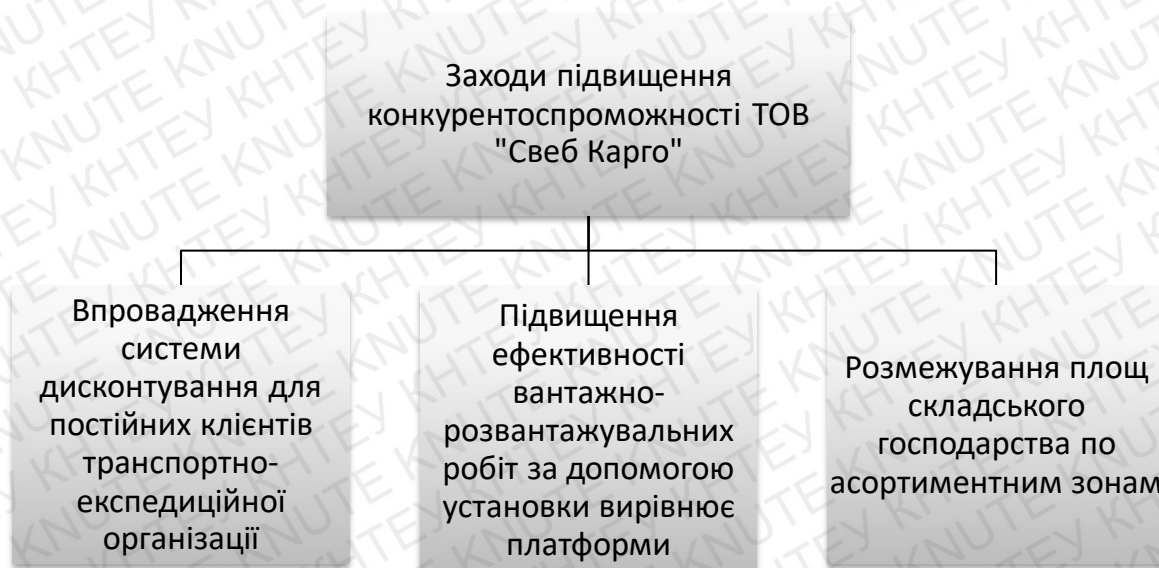 Заходи підвищення
конкурентоспроможності ТОВ
"Свеб Карго"
Впровадження
системи
дисконтування для
постійних клієнтів
транспортно-
експедиційної
організації
Підвищення
ефективності
вантажно-
розвантажувальних
робіт за допомогою
установки вирівнює
платформи
Розмежування площ
складського
господарства по
асортиментним зонам